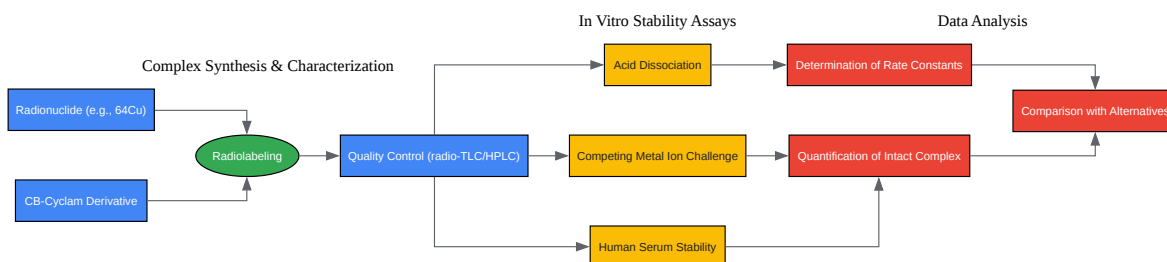 In Vitro Stability Assays
Data Analysis
Complex Synthesis & Characterization
Acid Dissociation
Determination of Rate Constants
Radionuclide (e.g., 64Cu)
Comparison with Alternatives
Radiolabeling
Quality Control (radio-TLC/HPLC)
Competing Metal Ion Challenge
Quantification of Intact Complex
CB-Cyclam Derivative
Human Serum Stability